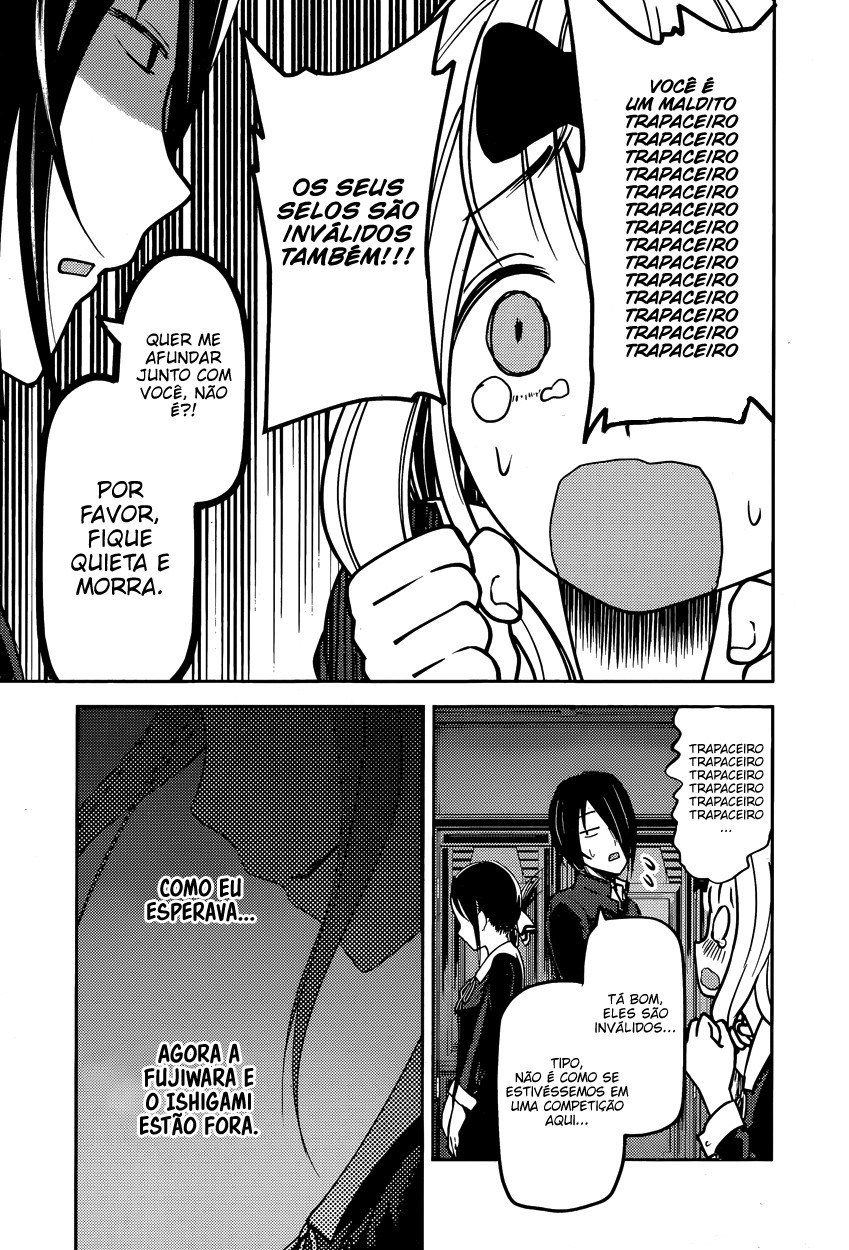 VOCÊ É
UM MALDITO
TRAPACEIRO
TRAPACEIRO
TRAPACEIRO
TRAPACEIRO
TRAPACEIRO
TRAPACEIRO
TRAPACEIRO
TRAPACEIRO
TRAPACEIRO
TRAPACEIRO
TRAPACEIRO
TRAPACEIRO
TRAPACEIRO
TRAPACEIRO
OS SEUS
SELOS SÃO
INVÁLIDOS
TAMBÉM!!!
QUER ME
AFUNDAR
JUNTO COM
VOCÊ, NÃO
É?!
POR
FAVOR,
FIQUE
QUIETA E
MORRA.
TRAPACEIRO
TRAPACEIRO
TRAPACEIRO
TRAPACEIRO
TRAPACEIRO
TRAPACEIRO
...
TÁ BOM,
ELES SÃO
INVÁLIDOS...
TIPO,
NÃO É COMO SE
ESTIVÉSSEMOS EM
UMA COMPETIÇÃO
AQUI...
COMO EU
ESPERAVA...
AGORA A
FUJIWARA E
O ISHIGAMI
ESTÃO FORA.